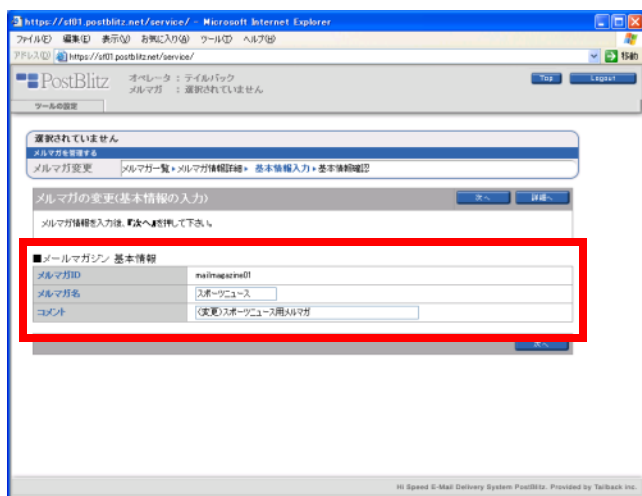 https://sf01.postblitz.net/service/ - Microsoft Internet Explorer
ファイル(F) 編集(E) 表示(V) お気に入り(A) ツール(T) ヘルプ(H)
アドレス(D) https://sf01.postblitz.net/service/ 移動
PostBlitz オペレータ : テイルバック Top Logout
メルマガ : 選択されていません
ツールの設定
選択されていません
メルマガを管理する
メルマガ変更 メルマガ一覧▸メルマガ情報詳細▸ 基本情報入力▸基本情報確認
メルマガの変更(基本情報の入力) 次へ 詳細へ
メルマガ情報を入力後、『次へ』を押して下さい。
■メールマガジン 基本情報
メルマガID mailmagazine01
メルマガ名 スポーツニュース
コメント (変更)スポーツニュース用メルマガ
次へ
Hi Speed E-Mail Delivery System PostBlitz. Provided by Tailback inc.